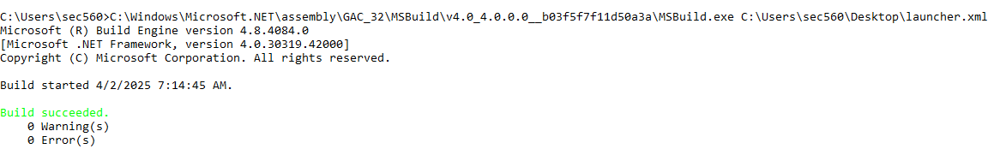 C:\Users\sec560>C:\Windows\Microsoft.NET\assembly\GAC_32\MSBuild\v4.0_4.0.0.0__b03f5f7f11d50a3a\MSBuild.exe C:\Users\sec560\Desktop\launcher.xml
Microsoft (R) Build Engine version 4.8.4084.0
[Microsoft .NET Framework, version 4.0.30319.42000]
Copyright (C) Microsoft Corporation. All rights reserved.
Build started 4/2/2025 7:14:45 AM.
Build succeeded.
0 Warning(s)
0 Error(s)